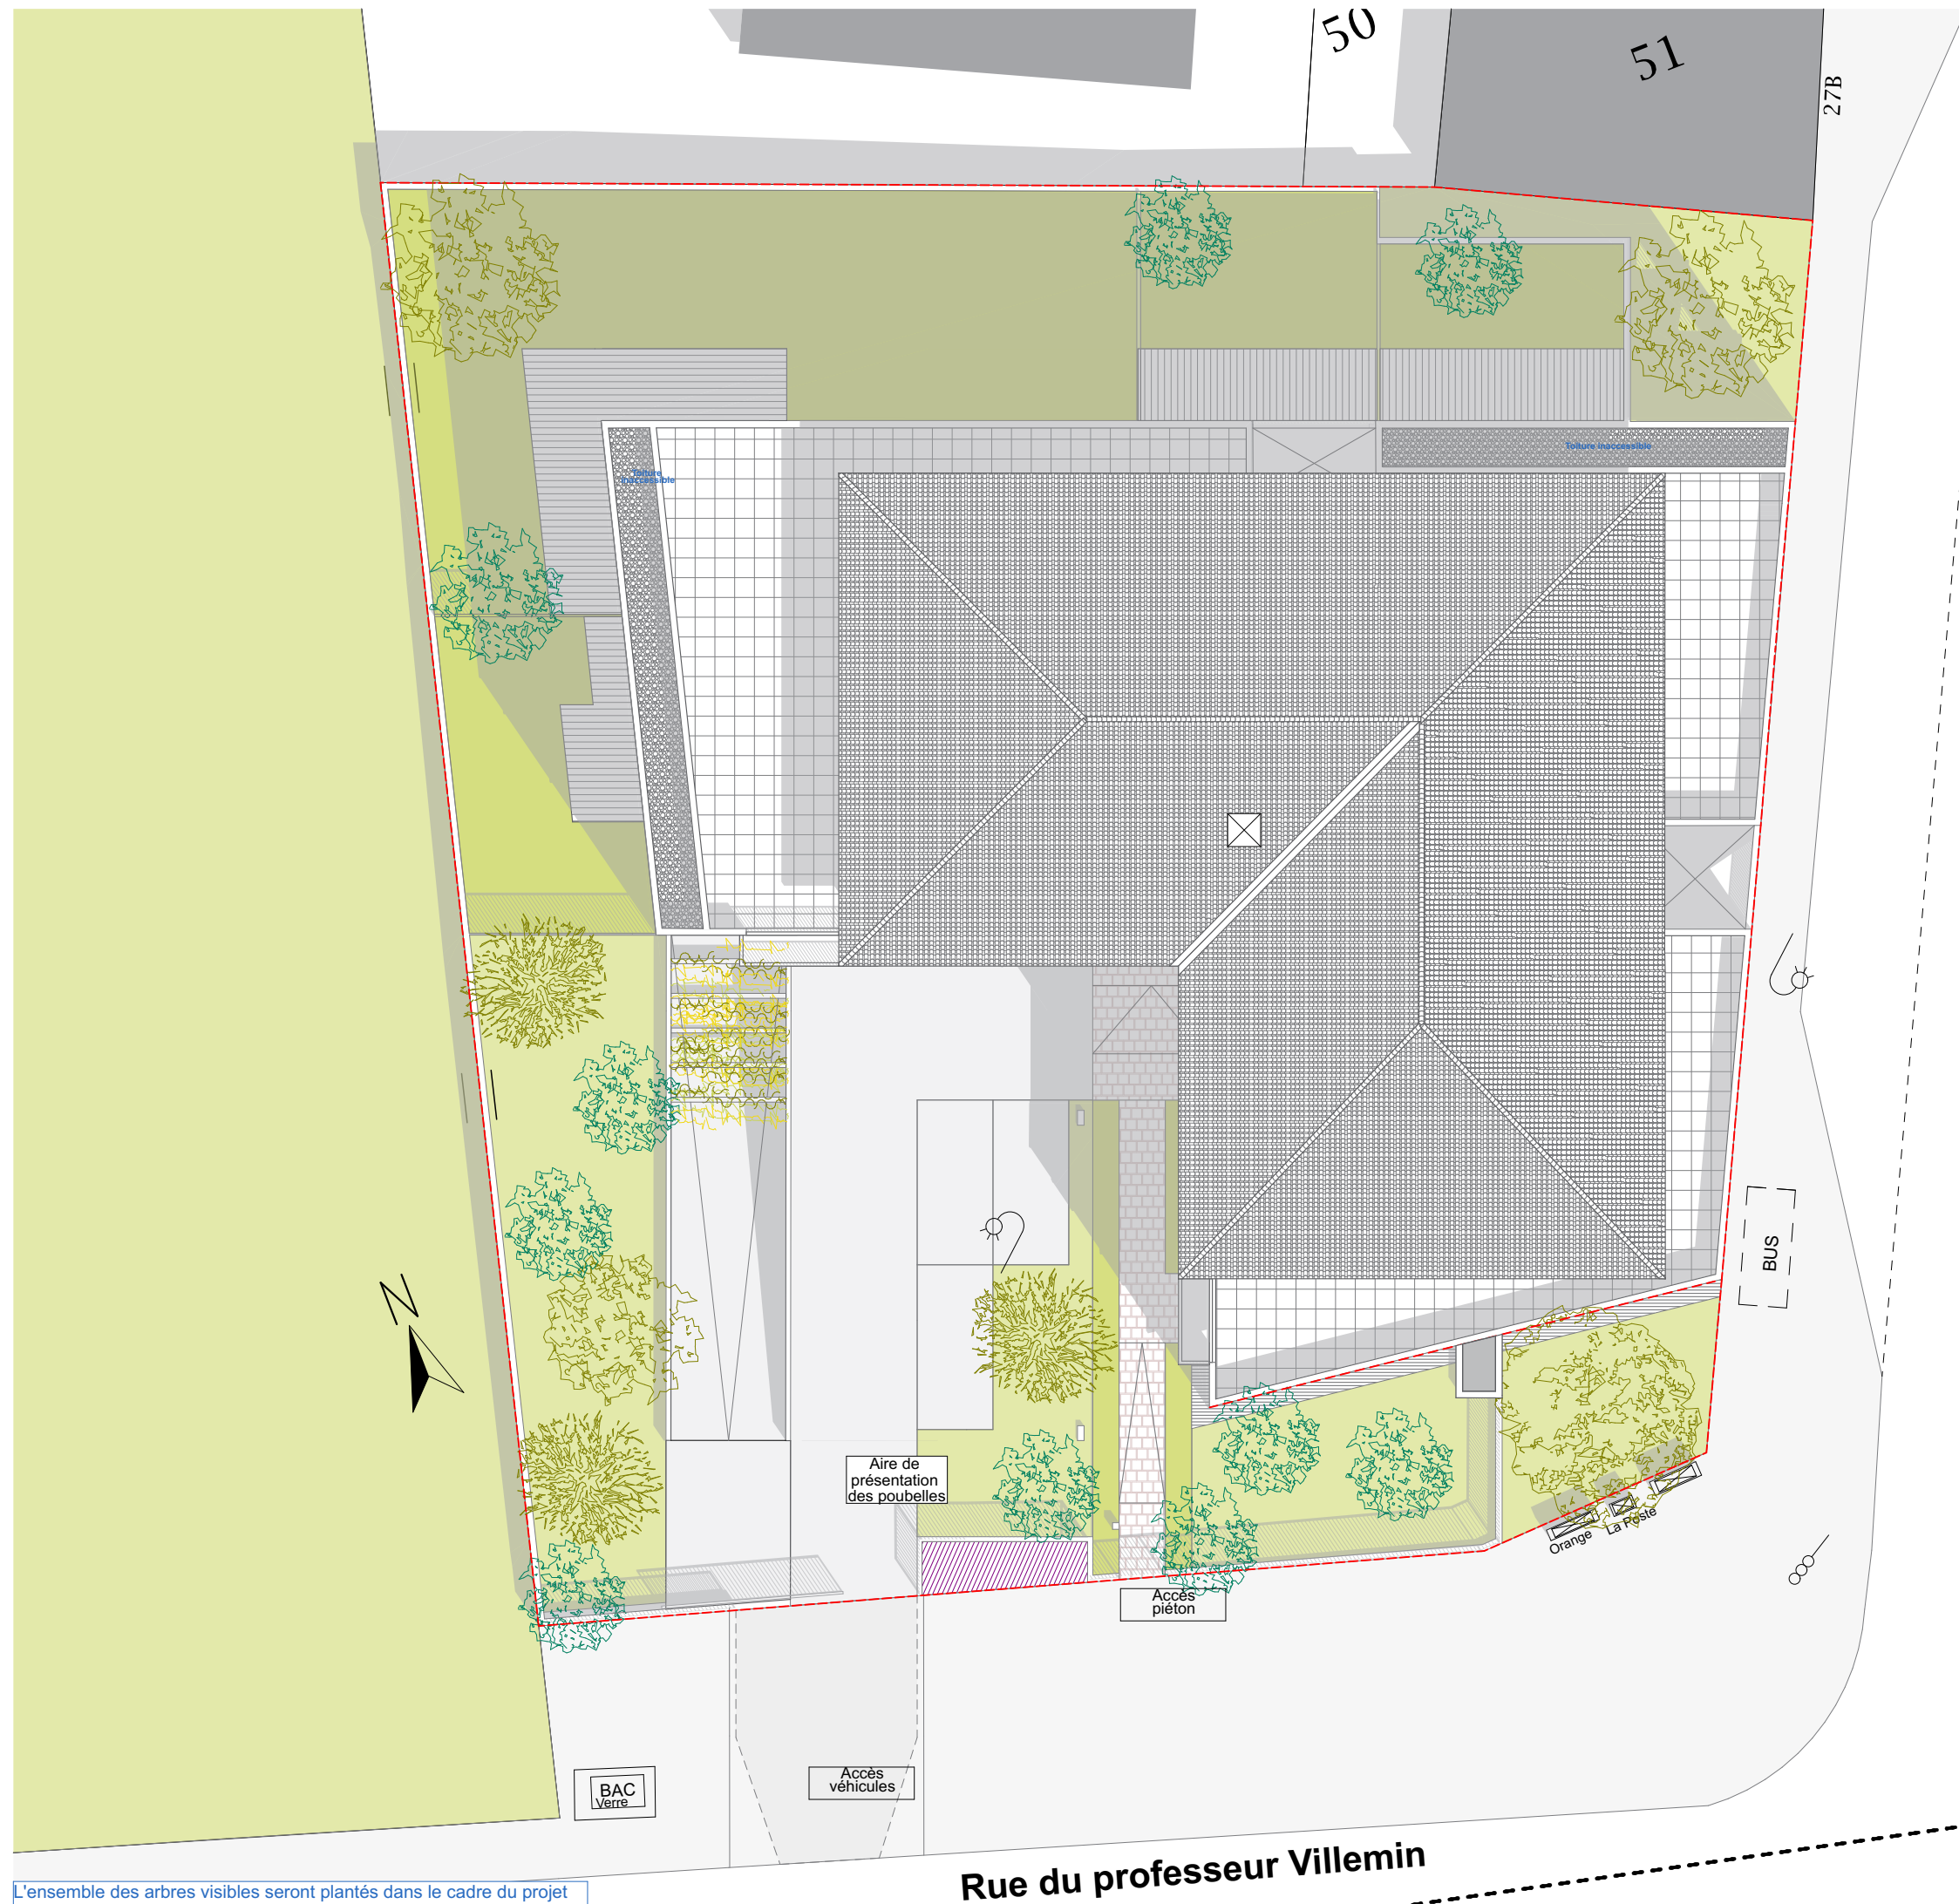 50
51
27B
Toiture inaccessible
Toiture
inaccessible
N
BUS
Aire de
présentation
des poubelles
Orange
La Poste
Accès
piéton
Accès
véhicules
BAC
Verre
Rue du professeur Villemin
L'ensemble des arbres visibles seront plantés dans le cadre du projet